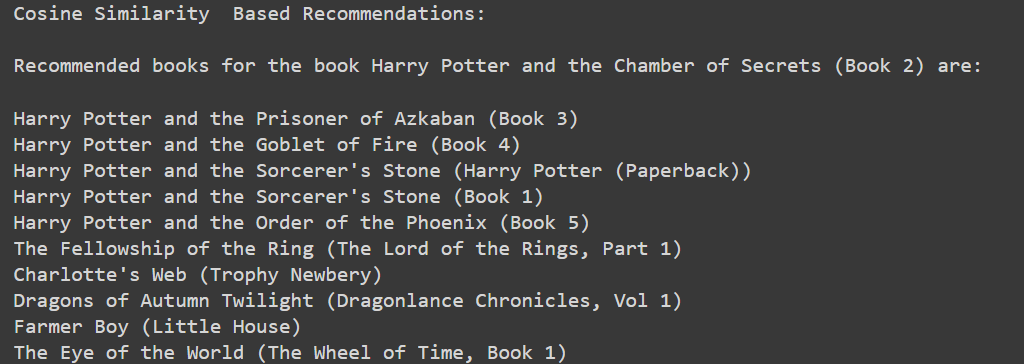 Cosine Similarity  Based Recommendations:
Recommended books for the book Harry Potter and the Chamber of Secrets (Book 2) are:
Harry Potter and the Prisoner of Azkaban (Book 3)
Harry Potter and the Goblet of Fire (Book 4)
Harry Potter and the Sorcerer's Stone (Harry Potter (Paperback))
Harry Potter and the Sorcerer's Stone (Book 1)
Harry Potter and the Order of the Phoenix (Book 5)
The Fellowship of the Ring (The Lord of the Rings, Part 1)
Charlotte's Web (Trophy Newbery)
Dragons of Autumn Twilight (Dragonlance Chronicles, Vol 1)
Farmer Boy (Little House)
The Eye of the World (The Wheel of Time, Book 1)